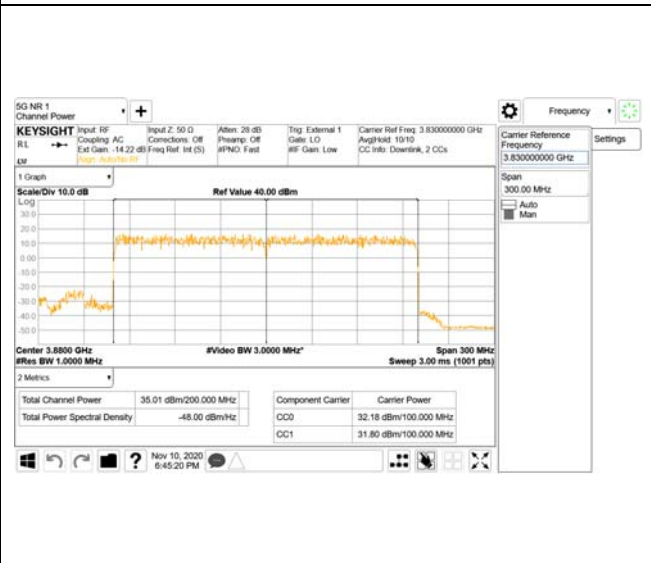 5G NR 1
Channel Power
Frequency
KEYSIGHT
Input: RF
Input Z: 50 Ω
Atten: 28 dB
Trig: External 1
Carrier Ref Freq: 3.830000000 GHz
R L
Coupling: AC
Corrections: Off
Preamp: Off
Gate: LO
Avg|Hold: 10/10
Ext Gain: -14.22 dB
Freq Ref: Int (S)
#PNO: Fast
#IF Gain: Low
CC Info: Downlink, 2 CCs
Align: Auto/No RF
Carrier Reference
Frequency
3.830000000 GHz
Settings
Span
300.00 MHz
Auto
Man
1 Graph
Scale/Div 10.0 dB
Ref Value 40.00 dBm
Log
30.0
20.0
10.0
0.00
-10.0
-20.0
-30.0
-40.0
-50.0
Center 3.8800 GHz
#Video BW 3.0000 MHz*
Span 300 MHz
#Res BW 1.0000 MHz
Sweep 3.00 ms (1001 pts)
2 Metrics
Total Channel Power
35.01 dBm/200.000 MHz
Total Power Spectral Density
-48.00 dBm/Hz
Component Carrier
Carrier Power
CC0
32.18 dBm/100.000 MHz
CC1
31.80 dBm/100.000 MHz
Nov 10, 2020
6:45:20 PM